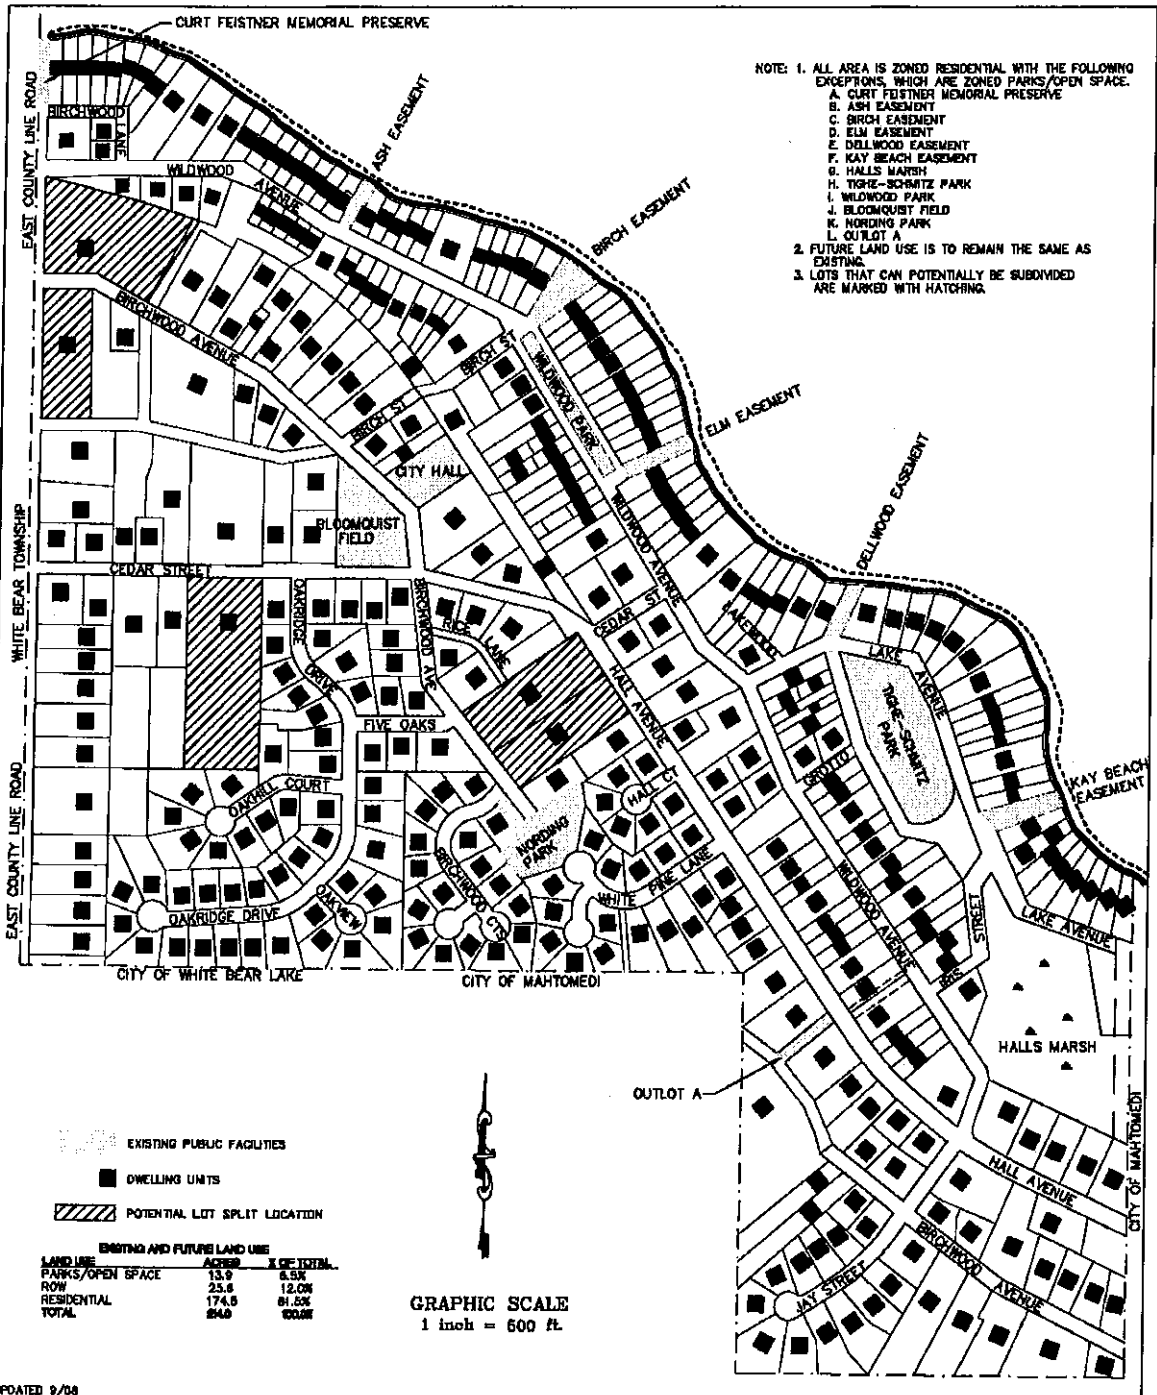 CURT FEISTNER MEMORIAL PRESERVE
NOTE: 1. ALL AREA IS ZONED RESIDENTIAL WITH THE FOLLOWING
EXCEPTIONS, WHICH ARE ZONED PARKS/OPEN SPACE.
A. CURT FEISTNER MEMORIAL PRESERVE
B. ASH EASEMENT
C. BIRCH EASEMENT
D. ELM EASEMENT
E. DELLWOOD EASEMENT
F. KAY BEACH EASEMENT
G. HALLS MARSH
H. TIGHE-SCHMITZ PARK
I. WILDWOOD PARK
J. BLOOMQUIST FIELD
K. NORDING PARK
L. OUTLOT A
2. FUTURE LAND USE IS TO REMAIN THE SAME AS
EXISTING.
3. LOTS THAT CAN POTENTIALLY BE SUBDIVIDED
ARE MARKED WITH HATCHING.
EAST COUNTY LINE ROAD
BIRCHWOOD
LANE
WILDWOOD
AVENUE
ASH EASEMENT
BIRCH EASEMENT
BIRCHWOOD AVENUE
BIRCH ST
WILDWOOD PARK
BIRCH ST
ELM EASEMENT
CITY HALL
BLOOMQUIST
FIELD
WILDWOOD AVENUE
DELLWOOD EASEMENT
WHITE BEAR TOWNSHIP
CEDAR STREET
OAKRIDGE
DRIVE
BIRCHWOOD AVE
RICE
LANE
CEDAR ST
LAKEWOOD
LAKE
AVENUE
HALL AVENUE
TIGHE-SCHMITZ
PARK
FIVE OAKS
GROTTO
KAY BEACH
EASEMENT
EAST COUNTY LINE ROAD
OAKHILL COURT
HALL CT
NORDING
PARK
BIRCHWOOD CTS
WHITE
PINE LANE
WILDWOOD AVENUE
STREET
IRIS
LAKE AVENUE
OAKRIDGE DRIVE
OAKVIEW
CITY OF WHITE BEAR LAKE
CITY OF MAHTOMEDI
HALLS MARSH
OUTLOT A
CITY OF MAHTOMEDI
HALL AVENUE
BIRCHWOOD
AVENUE
JAY STREET
EXISTING PUBLIC FACILITIES
DWELLING UNITS
POTENTIAL LOT SPLIT LOCATION
EXISTING AND FUTURE LAND USE
LAND USE ACRES % OF TOTAL
PARKS/OPEN SPACE 13.9 6.5%
ROW 25.6 12.0%
RESIDENTIAL 174.5 81.5%
TOTAL 214.0 100.0%
GRAPHIC SCALE
1 inch = 600 ft.
UPDATED 9/08